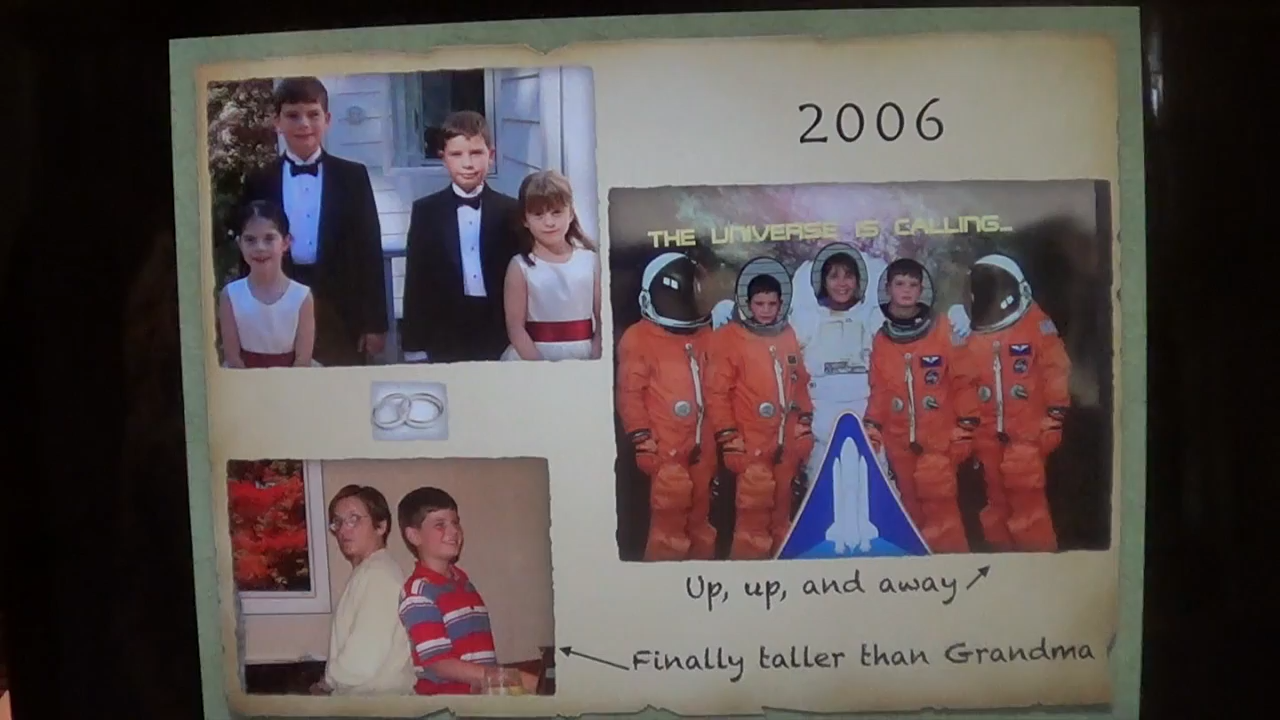 2006
THE UNIVERSE IS CALLING...
Up, up, and away
Finally taller than Grandma